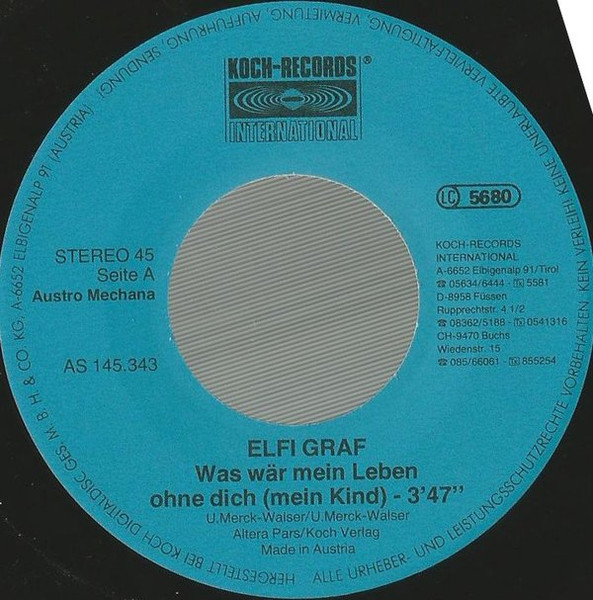 KOCH-RECORDS®
INTERNATIONAL
LC 5680
STEREO 45
Seite A
Austro Mechana
AS 145.343
KOCH-RECORDS
INTERNATIONAL
A-6652 Elbigenalp 91/Tirol
☎ 05634/6444 - Tx 5581
D-8958 Füssen
Rupprechtstr. 4 1/2
☎ 08362/5188 - Tx 0541316
CH-9470 Buchs
Wiedenstr. 15
☎ 085/66061 - Tx 855254
ELFI GRAF
Was wär mein Leben
ohne dich (mein Kind) - 3'47"
U.Merck-Walser/U.Merck-Walser
Altera Pars/Koch Verlag
Made in Austria
HERGESTELLT BEI KOCH DIGITALDISC GES. M. B. H & CO. KG. A-6652 ELBIGENALP 91 (AUSTRIA)
ALLE URHEBER- UND LEISTUNGSSCHUTZRECHTE VORBEHALTEN KEIN VERLEIH! KEINE UNERLAUBTE VERVIELFÄLTIGUNG, VERMIETUNG, AUFFÜHRUNG, SENDUNG!